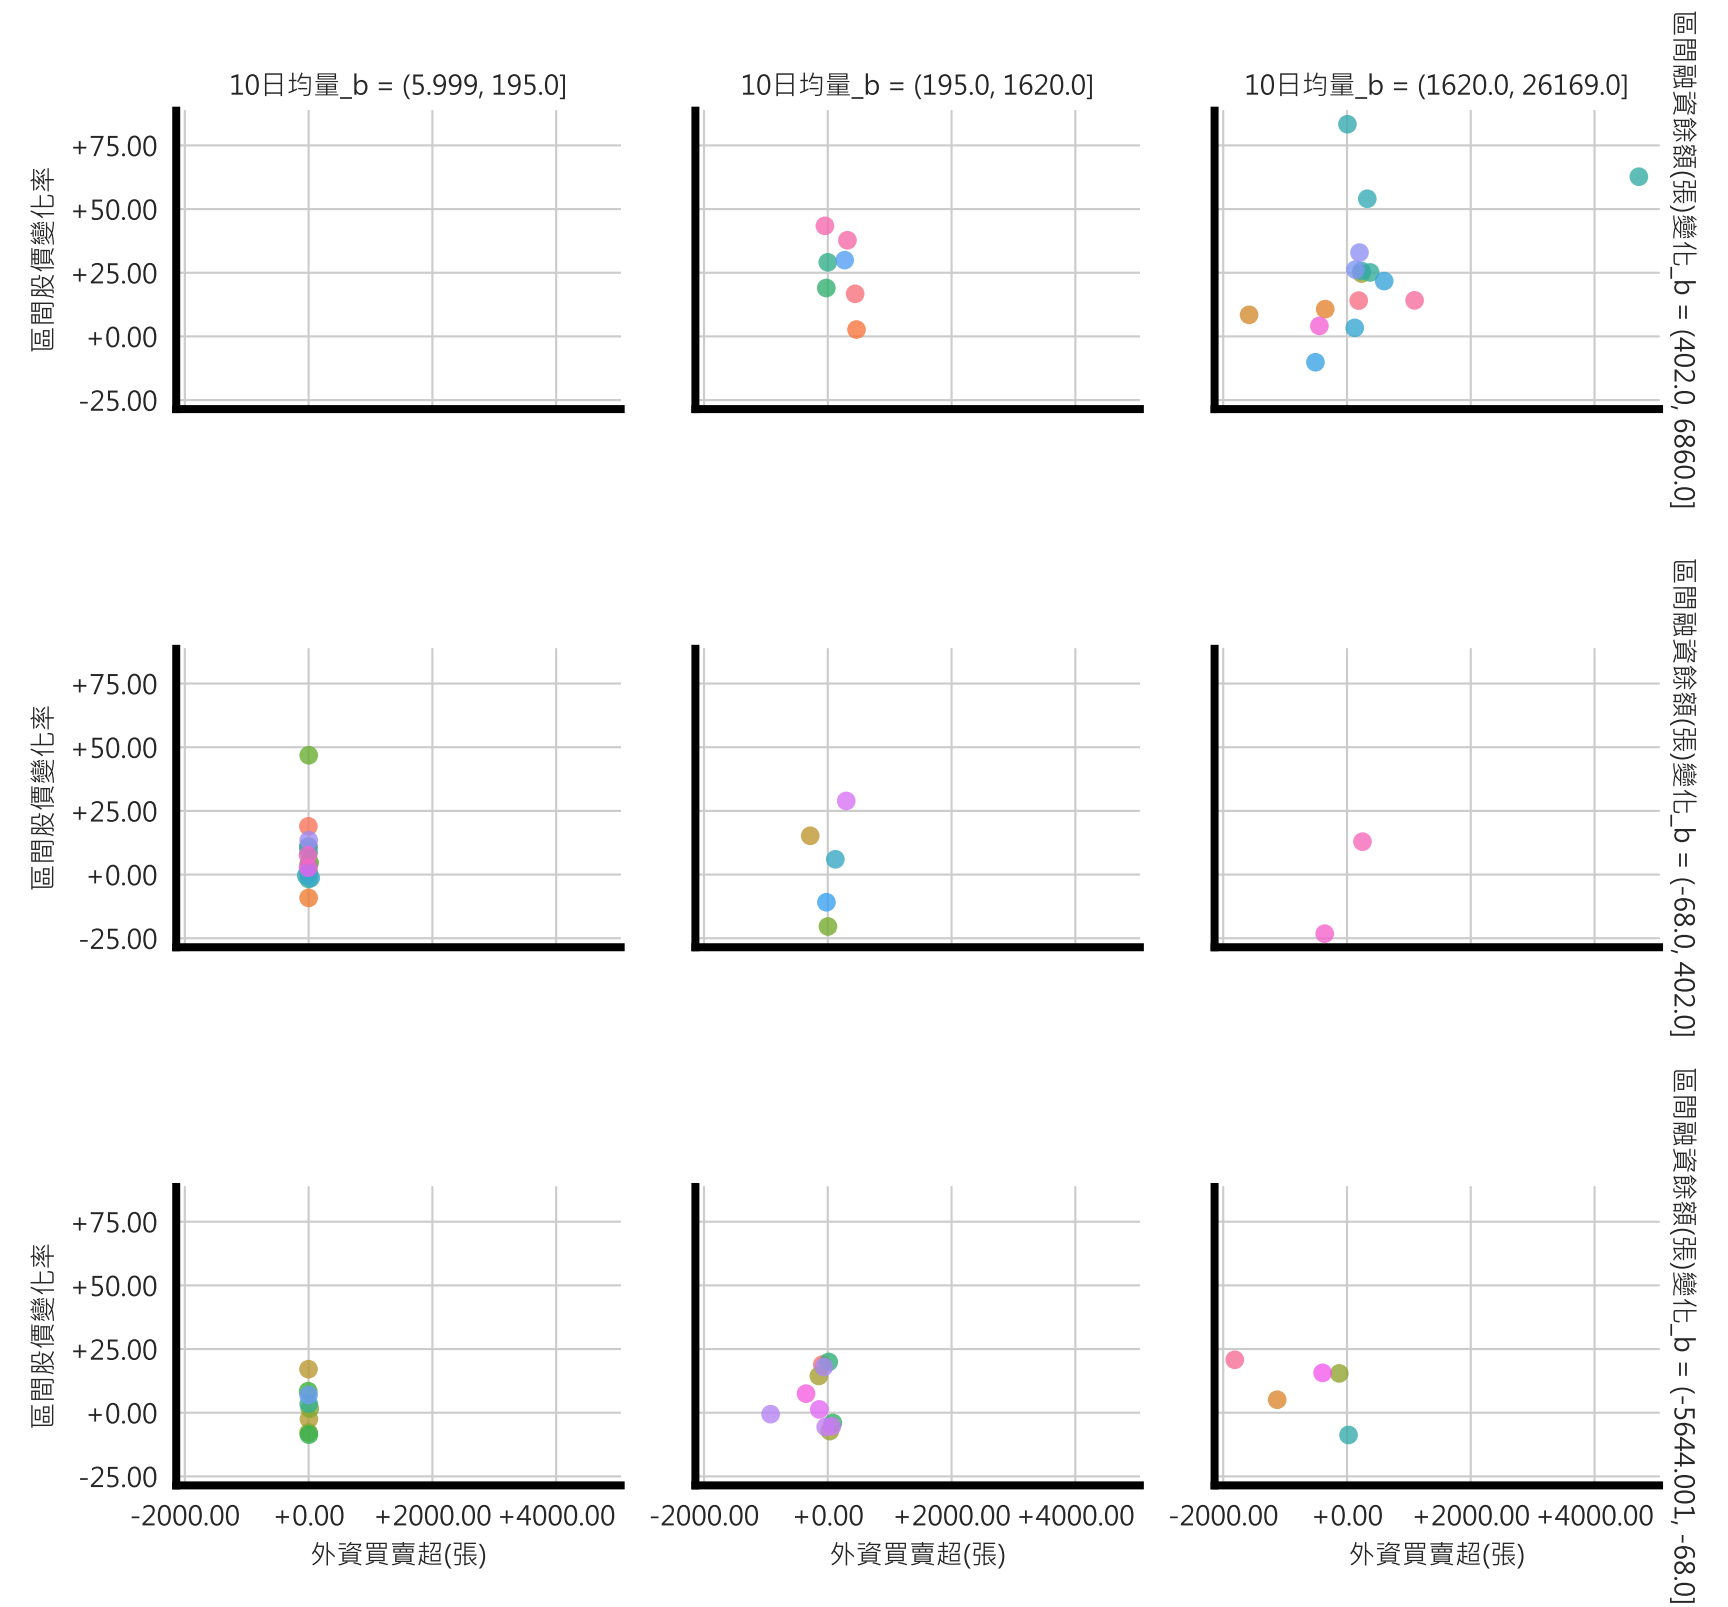 10日均量_b = (5.999, 195.0]
10日均量_b = (195.0, 1620.0]
10日均量_b = (1620.0, 26169.0]
區間融資餘額(張)變化_b = (402.0, 6860.0]
區間股價變化率
+75.00
+50.00
+25.00
+0.00
-25.00
區間融資餘額(張)變化_b = (-68.0, 402.0]
區間股價變化率
+75.00
+50.00
+25.00
+0.00
-25.00
區間融資餘額(張)變化_b = (-5644.001, -68.0]
區間股價變化率
+75.00
+50.00
+25.00
+0.00
-25.00
-2000.00 +0.00 +2000.00 +4000.00
-2000.00 +0.00 +2000.00 +4000.00
-2000.00 +0.00 +2000.00 +4000.00
外資買賣超(張)
外資買賣超(張)
外資買賣超(張)